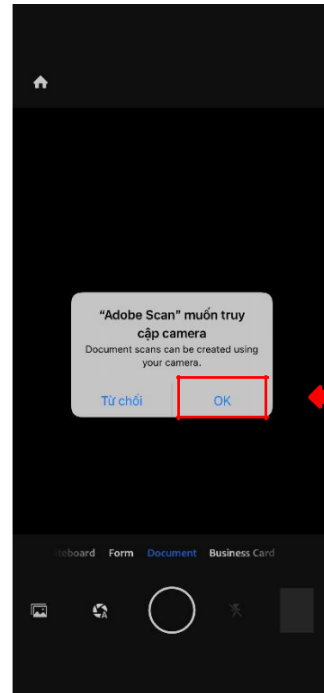 “Adobe Scan” muốn truy
cập camera
Document scans can be created using
your camera.
Từ chối OK
teboard Form Document Business Card